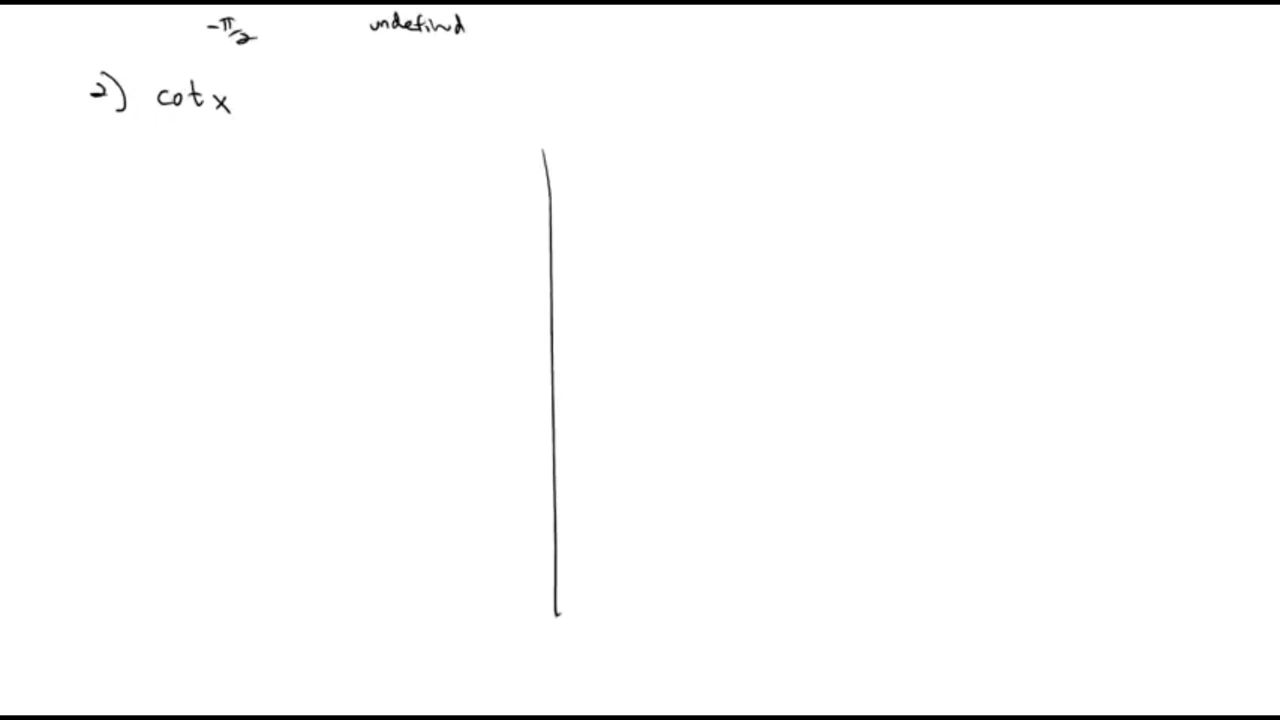 -π/2 undefind
2) cot x